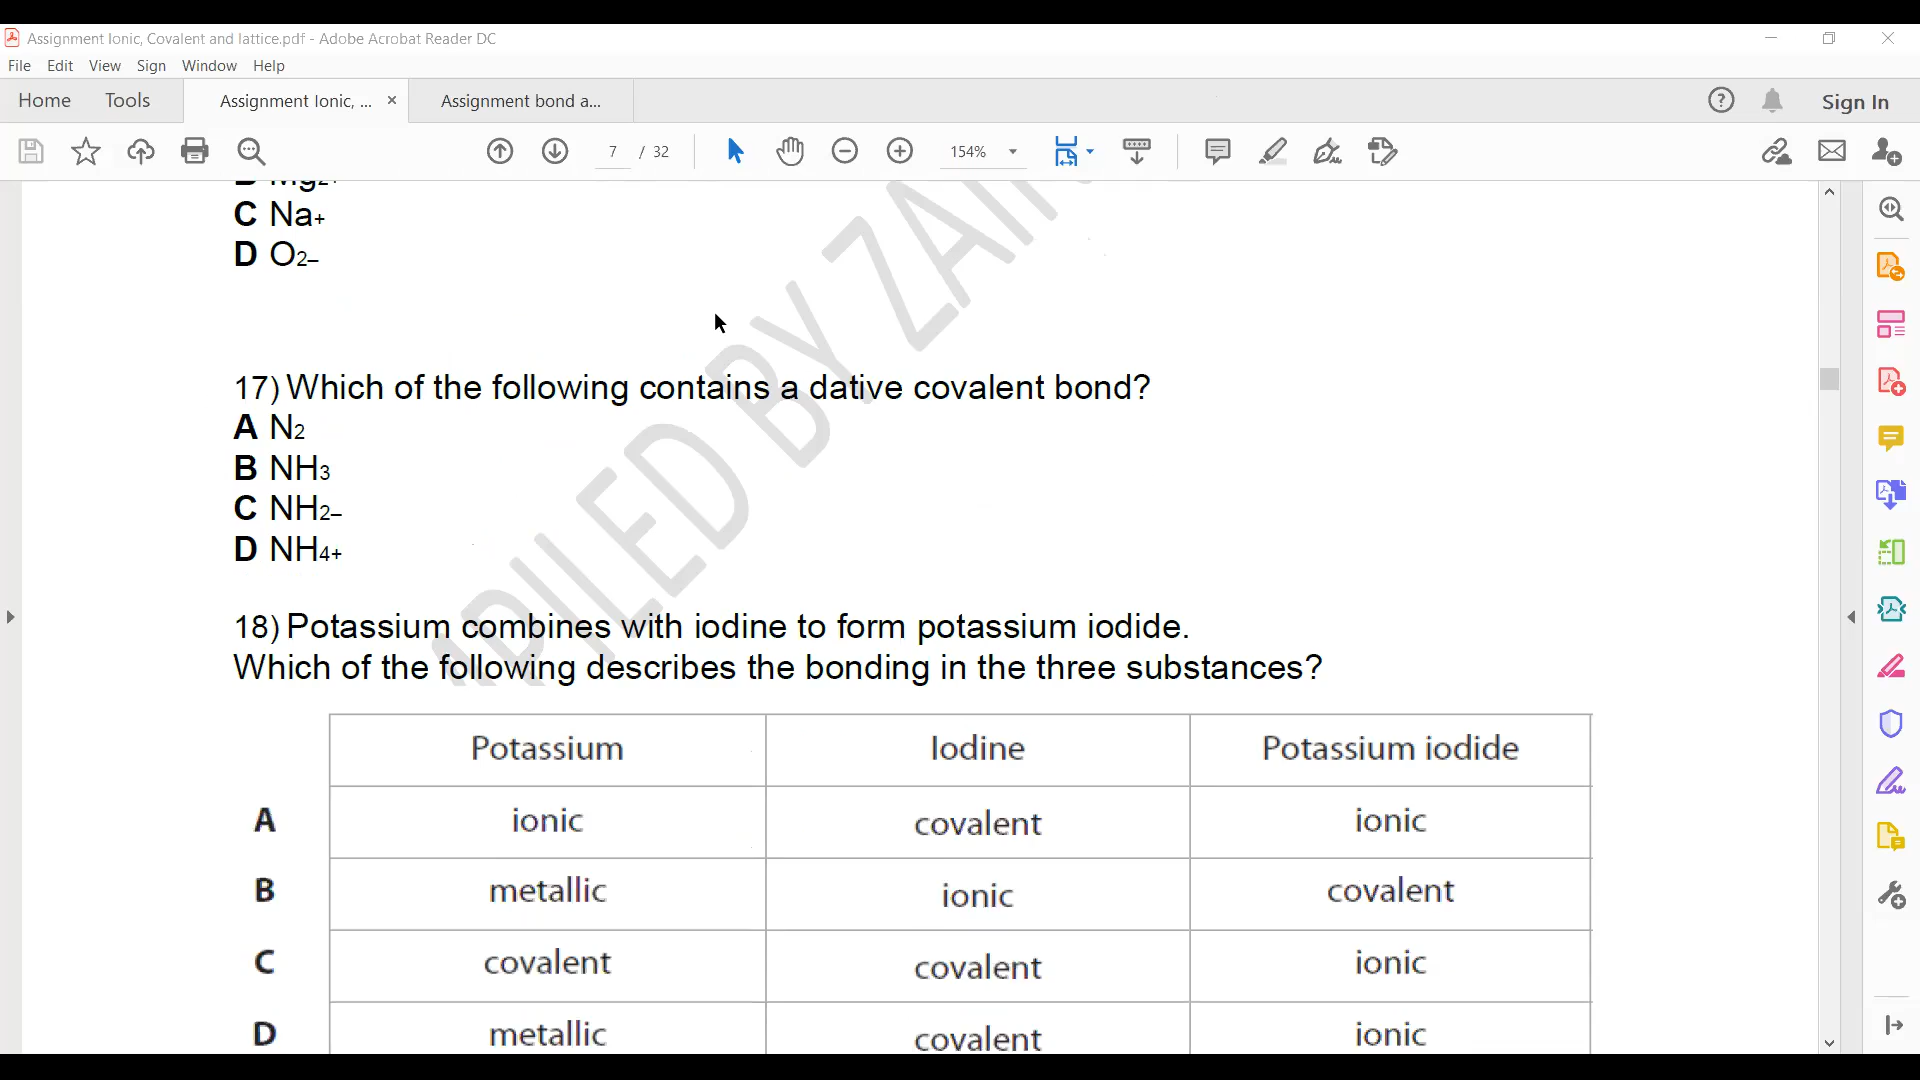 Assignment Ionic, Covalent and lattice.pdf - Adobe Acrobat Reader DC
File Edit View Sign Window Help
Home Tools Assignment Ionic, ... × Assignment bond a... Sign In
7 / 32 154%
C Na+
D O2–
17) Which of the following contains a dative covalent bond?
A N2
B NH3
C NH2–
D NH4+
18) Potassium combines with iodine to form potassium iodide.
Which of the following describes the bonding in the three substances?
Potassium Iodine Potassium iodide
A ionic covalent ionic
B metallic ionic covalent
C covalent covalent ionic
D metallic covalent ionic
PILED BY